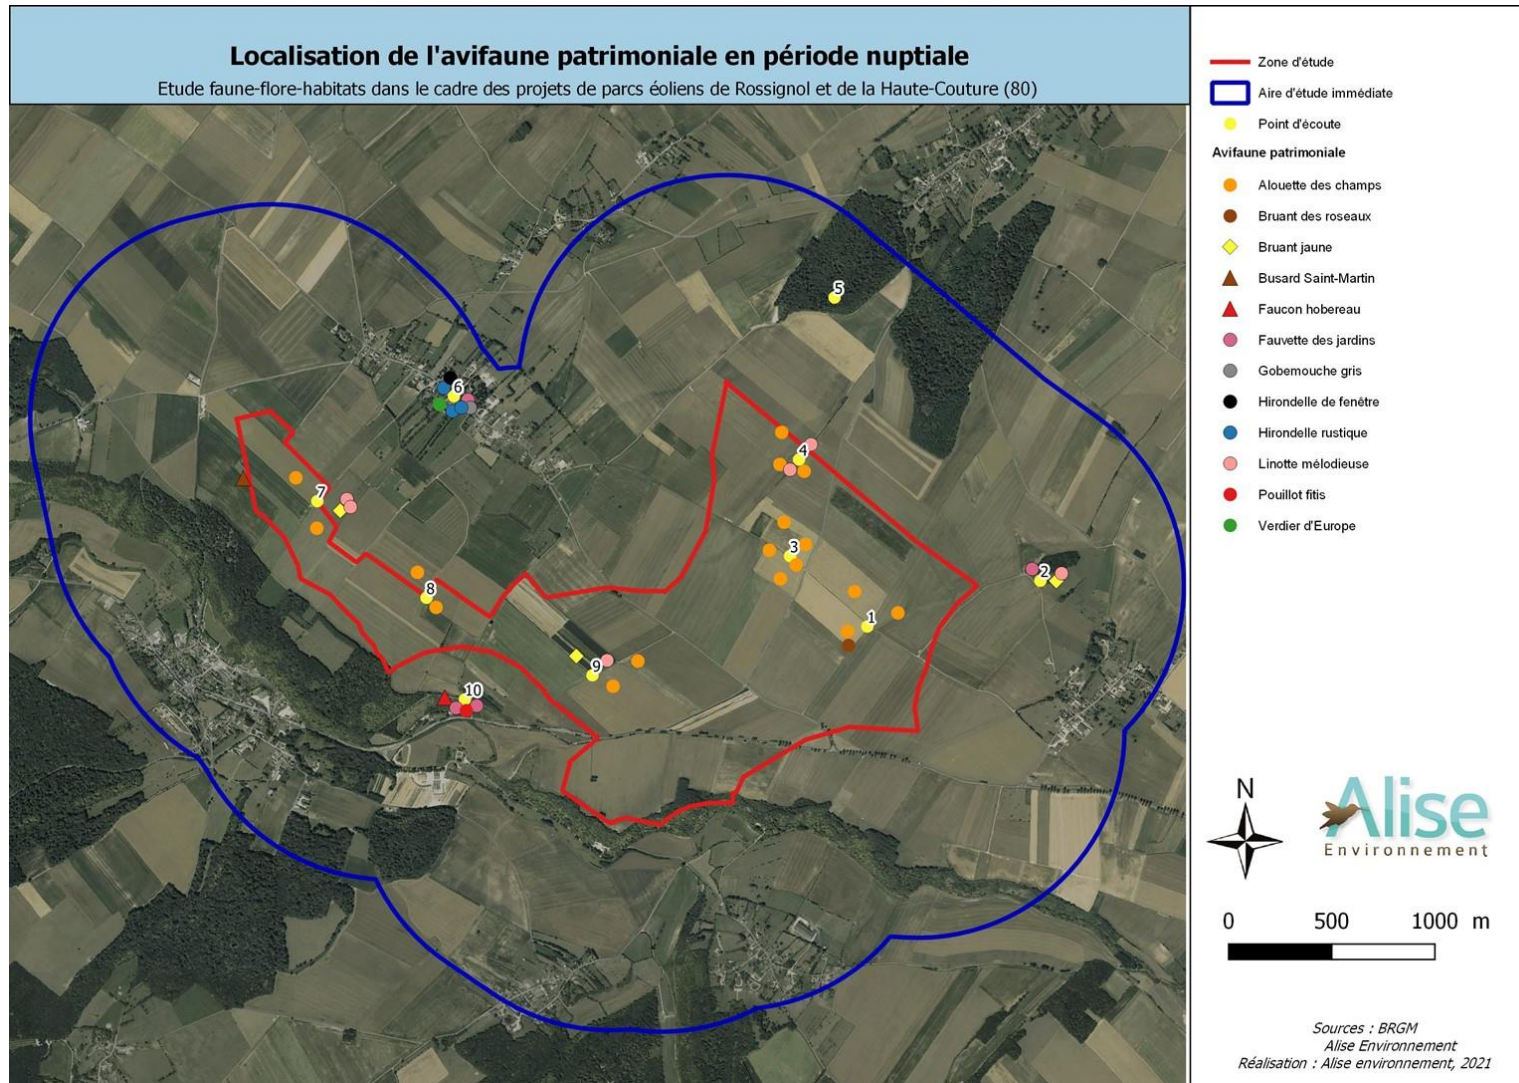 Localisation de l'avifaune patrimoniale en période nuptiale
Etude faune-flore-habitats dans le cadre des projets de parcs éoliens de Rossignol et de la Haute-Couture (80)
Zone d'étude
Aire d'étude immédiate
Point d'écoute
Avifaune patrimoniale
Alouette des champs
Bruant des roseaux
Bruant jaune
Busard Saint-Martin
Faucon hobereau
Fauvette des jardins
Gobemouche gris
Hirondelle de fenêtre
Hirondelle rustique
Linotte mélodieuse
Pouillot fitis
Verdier d'Europe
5
6
4
7
3
2
8
1
9
10
N
Alise
Environnement
0 500 1000 m
Sources : BRGM
Alise Environnement
Réalisation : Alise environnement, 2021